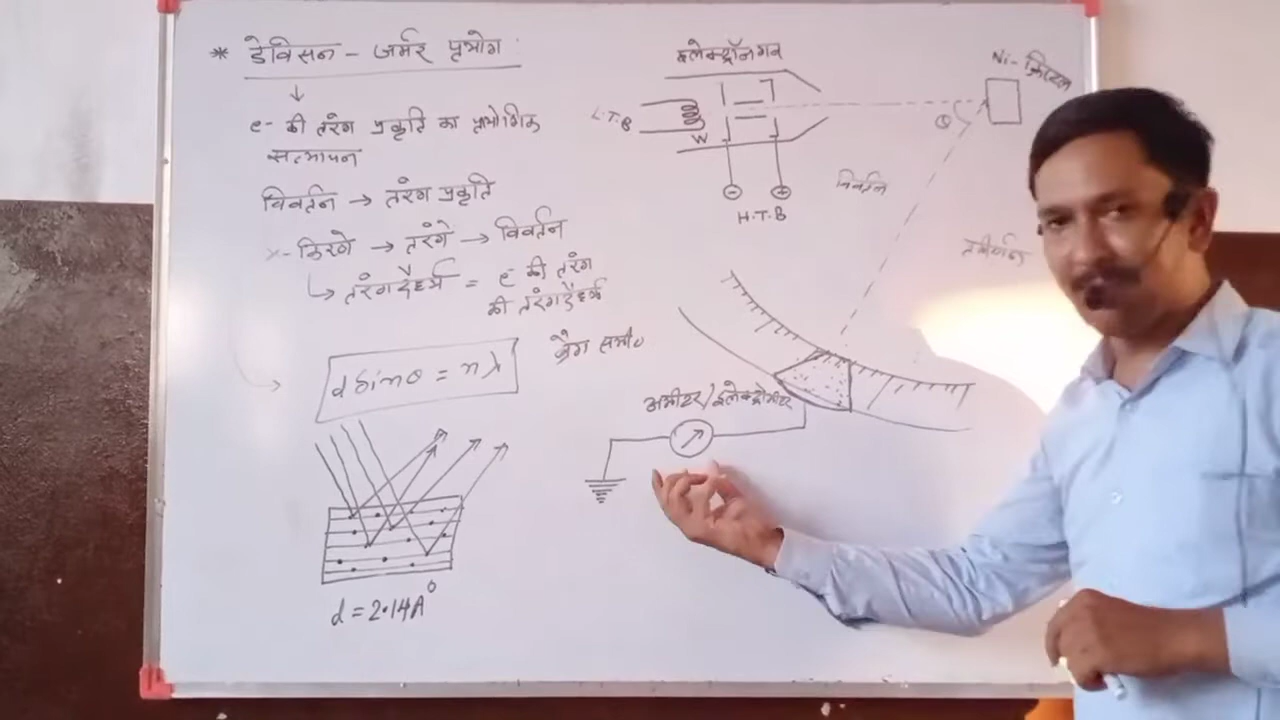 * डेविसन - जर्मर प्रयोग :
↓
e- की तरंग प्रकृति का प्रायोगिक
सत्यापन
विवर्तन → तरंग प्रकृति
x- किरणे → तरंगे → विवर्तन
↳ तरंगदैर्ध्य = e- की तरंग
की तरंगदैर्ध्य
d sinθ = nλ
ब्रैग समी०
d = 2.14A°
इलेक्ट्रॉनगन
L.T.B
W
H.T.B
Ni- क्रिस्टल
θ
विवर्तन
अमीटर/इलेक्ट्रोमीटर